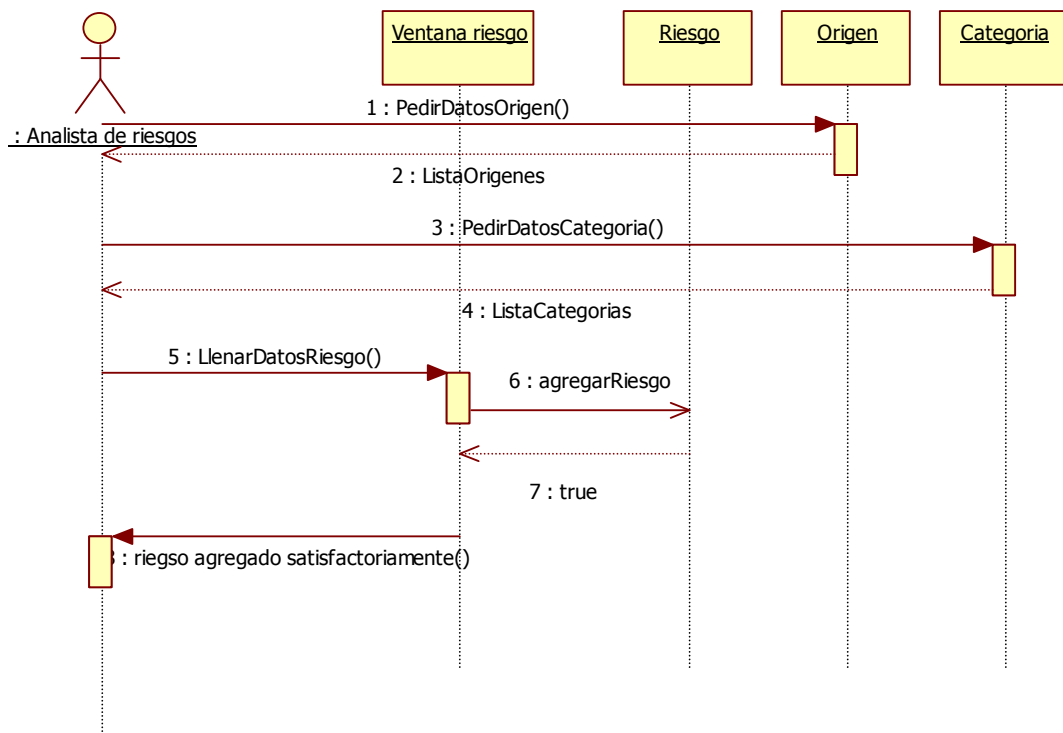 Ventana riesgo
Riesgo
Origen
Categoria
: Analista de riesgos
1 : PedirDatosOrigen()
2 : ListaOrigenes
3 : PedirDatosCategoria()
4 : ListaCategorias
5 : LlenarDatosRiesgo()
6 : agregarRiesgo
7 : true
: riegso agregado satisfactoriamente()